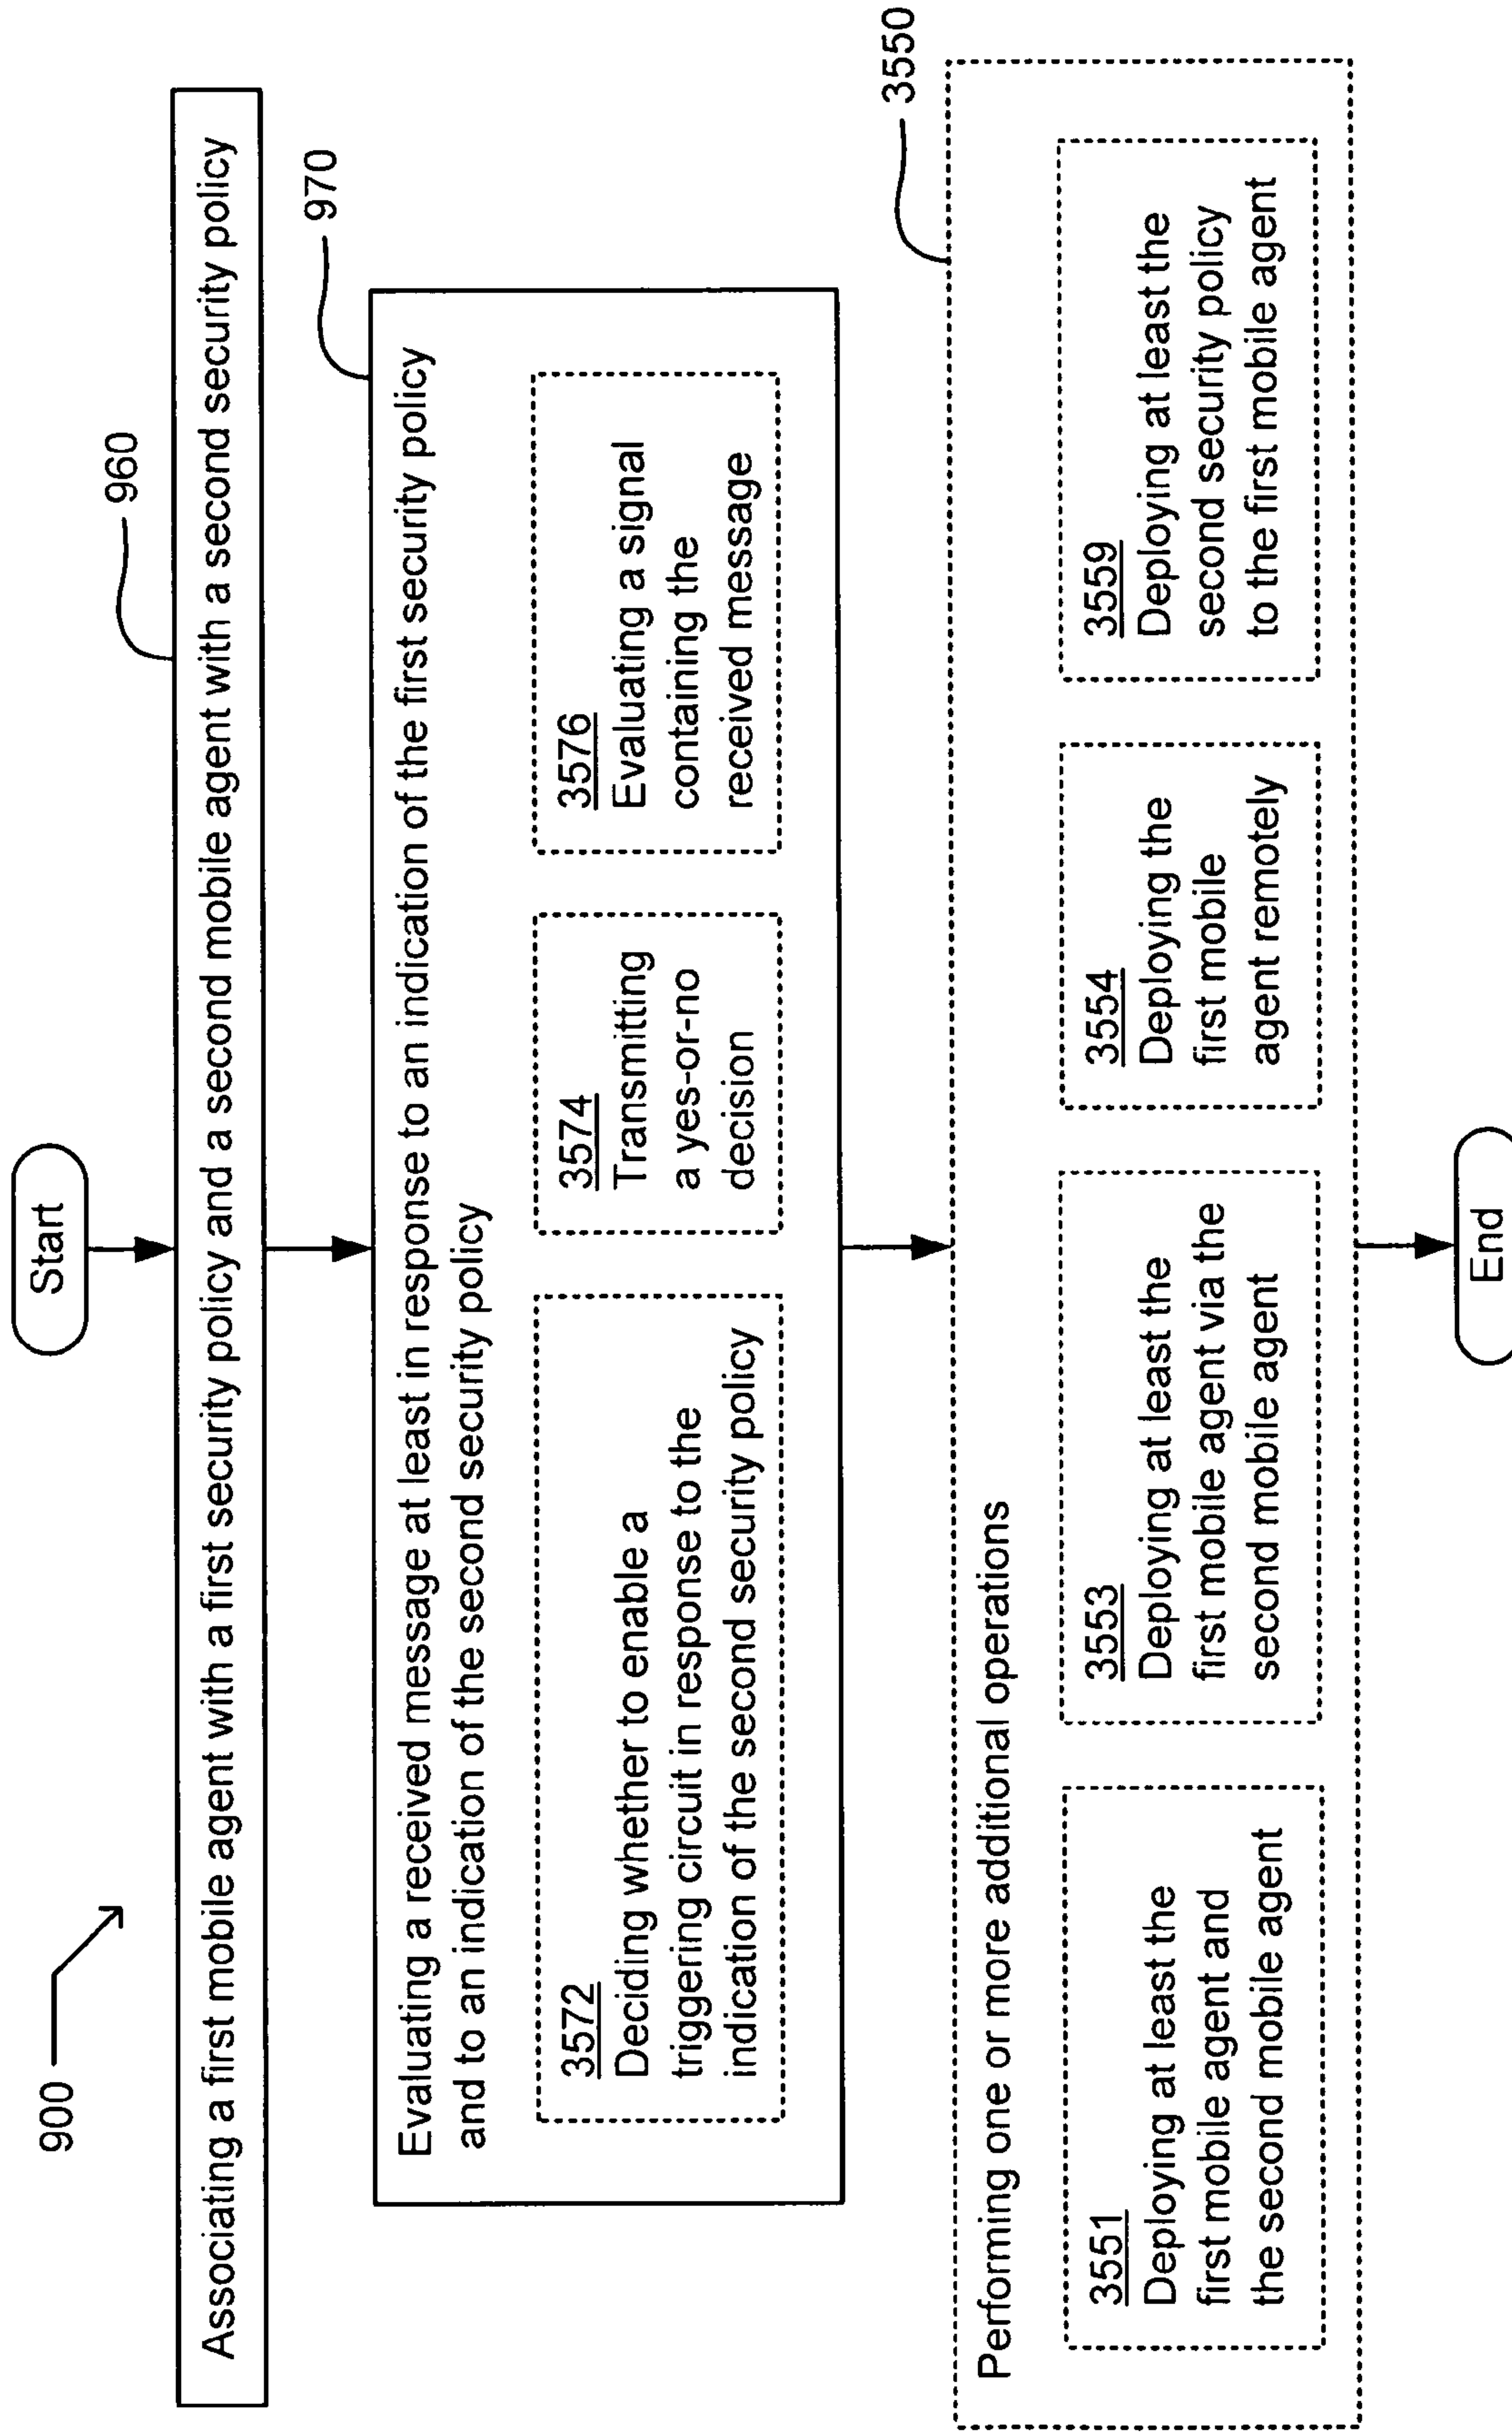 900
Start
960
Associating a first mobile agent with a first security policy and a second mobile agent with a second security policy
970
Evaluating a received message at least in response to an indication of the first security policy
and to an indication of the second security policy
3572
Deciding whether to enable a
triggering circuit in response to the
indication of the second security policy
3574
Transmitting
a yes-or-no
decision
3576
Evaluating a signal
containing the
received message
3550
Performing one or more additional operations
3551
Deploying at least the
first mobile agent and
the second mobile agent
3553
Deploying at least the
first mobile agent via the
second mobile agent
3554
Deploying the
first mobile
agent remotely
3559
Deploying at least the
second security policy
to the first mobile agent
End